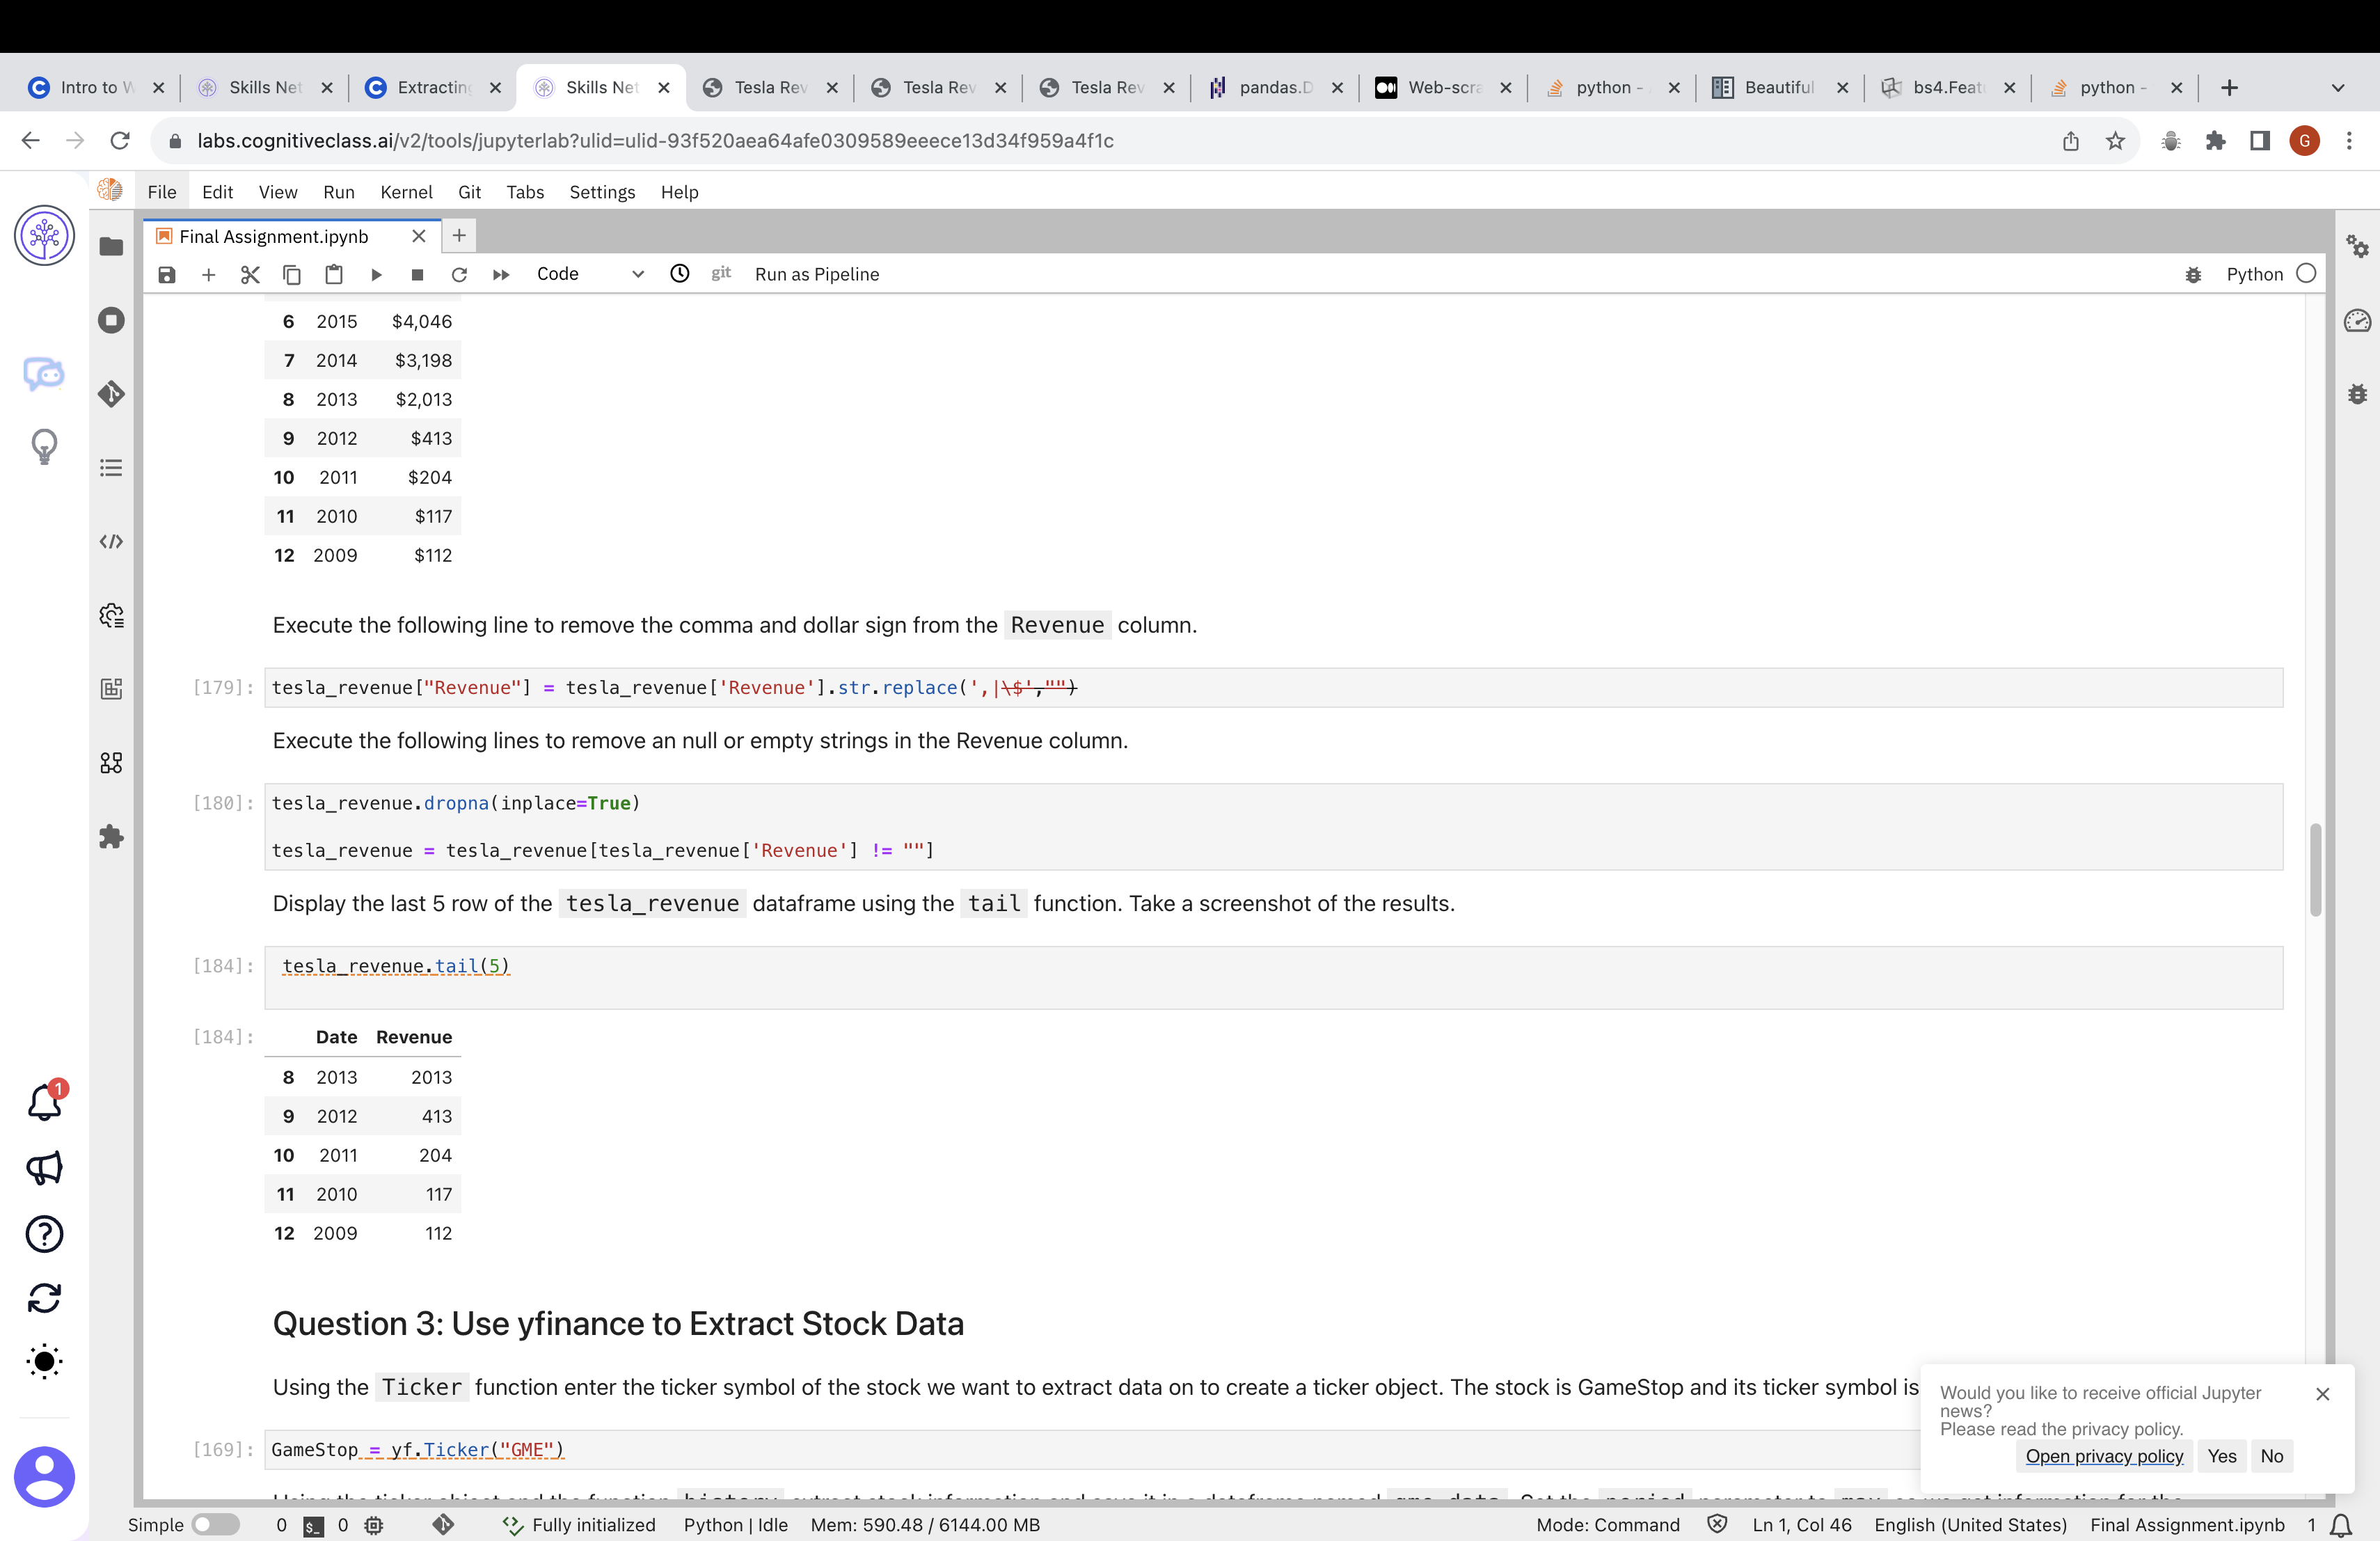 Intro to W
Skills Net
Extracting
Skills Net
Tesla Rev
Tesla Rev
Tesla Rev
pandas.D
Web-scra
python -
Beautiful
bs4.Feat
python -
labs.cognitiveclass.ai/v2/tools/jupyterlab?ulid=ulid-93f520aea64afe0309589eeece13d34f959a4f1c
G
File Edit View Run Kernel Git Tabs Settings Help
Final Assignment.ipynb
Code
git
Run as Pipeline
Python
6 2015 $4,046
7 2014 $3,198
8 2013 $2,013
9 2012 $413
10 2011 $204
11 2010 $117
12 2009 $112
Execute the following line to remove the comma and dollar sign from the Revenue column.
[179]: tesla_revenue["Revenue"] = tesla_revenue['Revenue'].str.replace(',|\$',"")
Execute the following lines to remove an null or empty strings in the Revenue column.
[180]: tesla_revenue.dropna(inplace=True)
tesla_revenue = tesla_revenue[tesla_revenue['Revenue'] != ""]
Display the last 5 row of the tesla_revenue dataframe using the tail function. Take a screenshot of the results.
[184]: tesla_revenue.tail(5)
[184]: Date Revenue
8 2013 2013
9 2012 413
10 2011 204
11 2010 117
12 2009 112
Question 3: Use yfinance to Extract Stock Data
Using the Ticker function enter the ticker symbol of the stock we want to extract data on to create a ticker object. The stock is GameStop and its ticker symbol is
[169]: GameStop = yf.Ticker("GME")
1
Would you like to receive official Jupyter
news?
Please read the privacy policy.
Open privacy policy Yes No
Simple 0 $_ 0 Fully initialized Python | Idle Mem: 590.48 / 6144.00 MB Mode: Command Ln 1, Col 46 English (United States) Final Assignment.ipynb 1